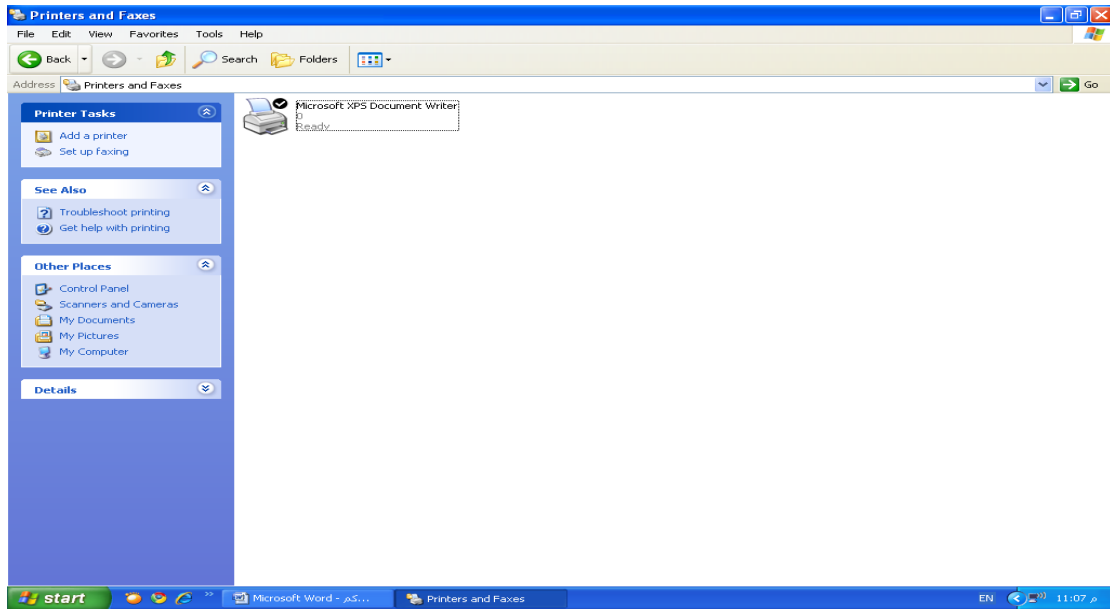 Printers and Faxes
File Edit View Favorites Tools Help
Back Search Folders
Address Printers and Faxes Go
Printer Tasks
Add a printer
Set up faxing
See Also
Troubleshoot printing
Get help with printing
Other Places
Control Panel
Scanners and Cameras
My Documents
My Pictures
My Computer
Details
Microsoft XPS Document Writer
0
Ready
start Microsoft Word - كم... Printers and Faxes EN 11:07 م